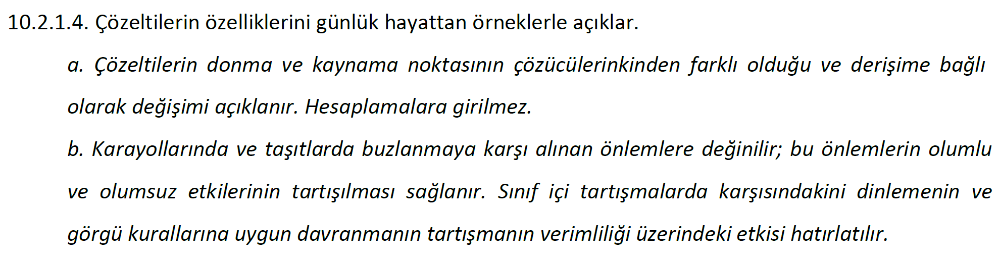 10.2.1.4. Çözeltilerin özelliklerini günlük hayattan örneklerle açıklar.
a. Çözeltilerin donma ve kaynama noktasının çözücülerinkinden farklı olduğu ve derişime bağlı
olarak değişimi açıklanır. Hesaplamalara girilmez.
b. Karayollarında ve taşıtlarda buzlanmaya karşı alınan önlemlere değinilir; bu önlemlerin olumlu
ve olumsuz etkilerinin tartışılması sağlanır. Sınıf içi tartışmalarda karşısındakini dinlemenin ve
görgü kurallarına uygun davranmanın tartışmanın verimliliği üzerindeki etkisi hatırlatılır.